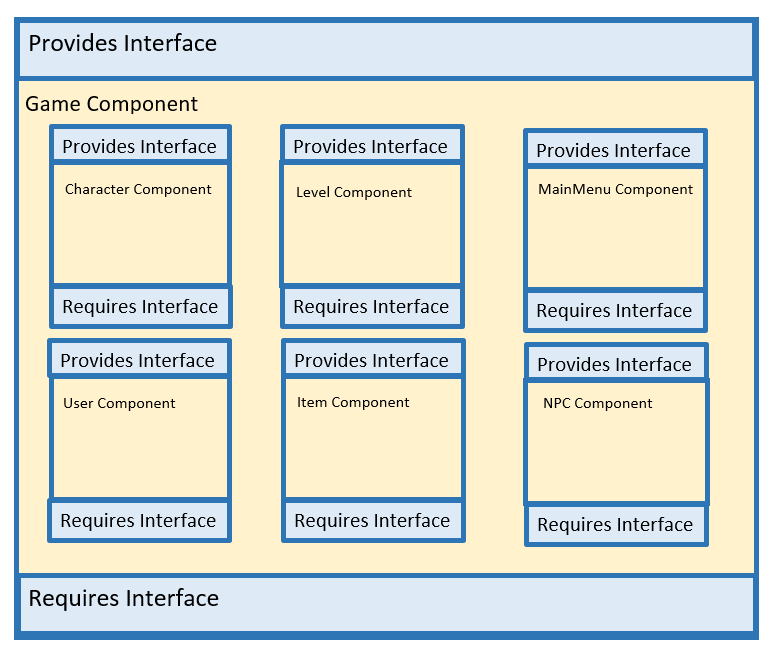 Provides Interface
Game Component
Provides Interface
Character Component
Requires Interface
Provides Interface
Level Component
Requires Interface
Provides Interface
MainMenu Component
Requires Interface
Provides Interface
User Component
Requires Interface
Provides Interface
Item Component
Requires Interface
Provides Interface
NPC Component
Requires Interface
Requires Interface